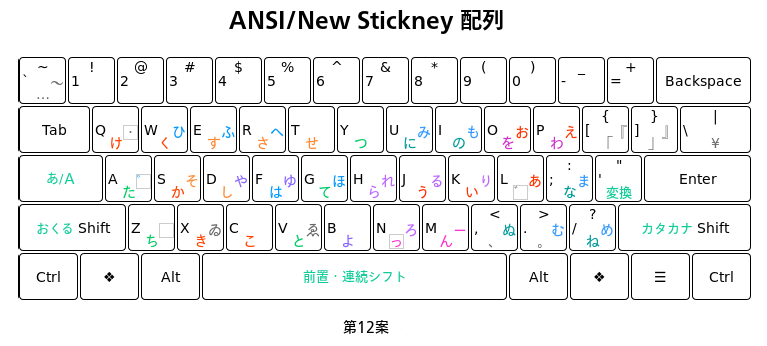 ANSI/New Stickney 配列
~ ` 〜 … ! 1 @ 2 # 3 $ 4 % 5 ^ 6 & 7 * 8 ( 9 ) 0 _ - + = Backspace
Tab Q ・ け W ひ く E ふ す R へ さ T せ Y つ U み に I も の O お を P え わ { [ 『 「 } ] 』 」 | \ ¥
あ/A A ゜ た S そ か D や し F ゆ は G ほ て H れ ら J る う K り い L あ ゛ : ; ま な " ' 変換 Enter
おくる Shift Z ち X ゐ き C こ V ゑ と B よ N ろ っ M ー ん < , ぬ 、 > . む 。 ? / め ね カタカナ Shift
Ctrl ❖ Alt 前置・連続シフト Alt ❖ ☰ Ctrl
第12案